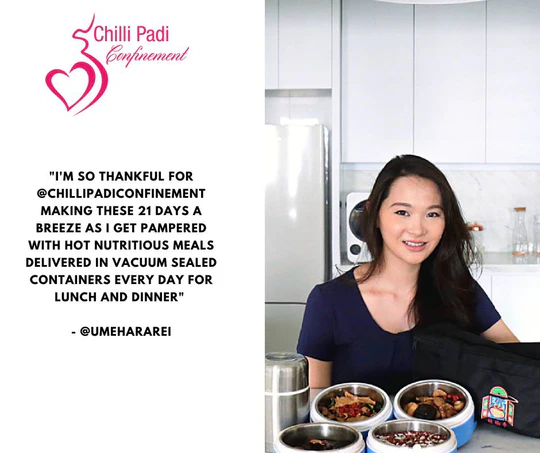 Chilli Padi
Confinement
"I'M SO THANKFUL FOR
@CHILLIPADICONFINEMENT
MAKING THESE 21 DAYS A
BREEZE AS I GET PAMPERED
WITH HOT NUTRITIOUS MEALS
DELIVERED IN VACUUM SEALED
CONTAINERS EVERY DAY FOR
LUNCH AND DINNER"
- @UMEHARAREI